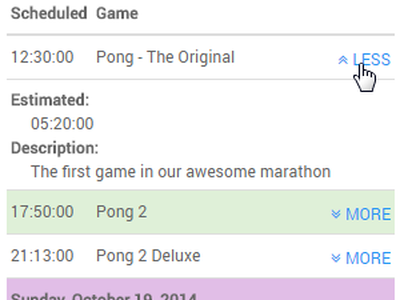 Scheduled Game
12:30:00 Pong - The Original LESS
Estimated:
05:20:00
Description:
The first game in our awesome marathon
17:50:00 Pong 2 MORE
21:13:00 Pong 2 Deluxe MORE
Sunday, October 19, 2014